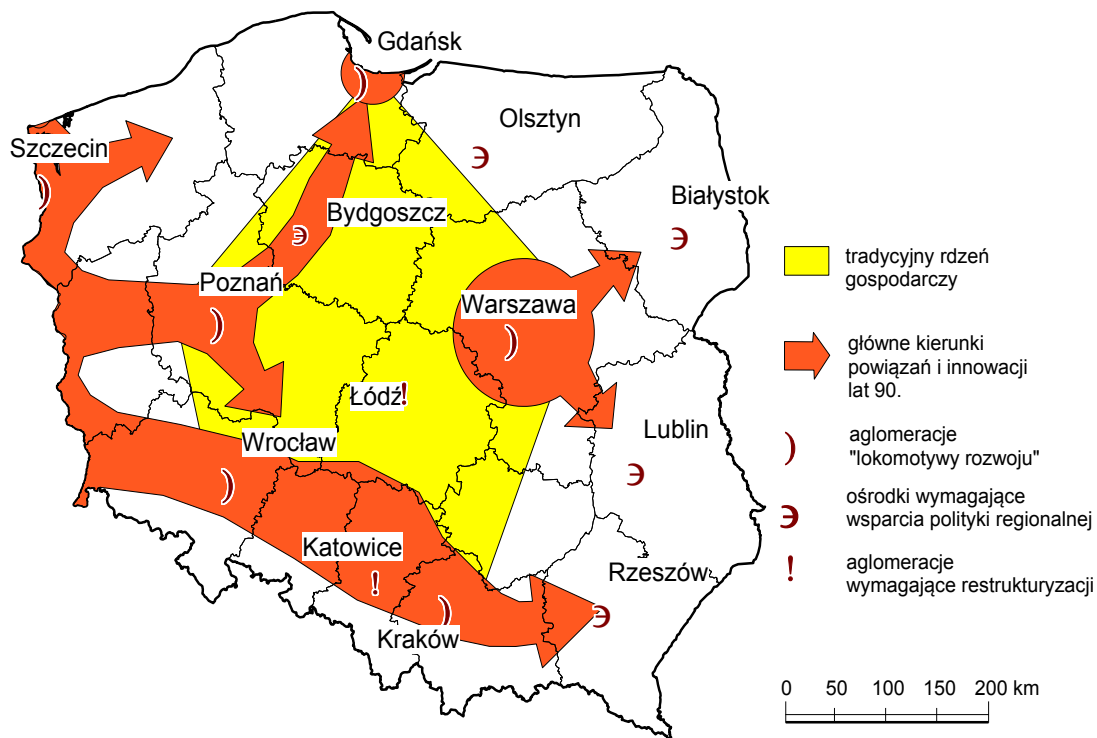 Gdańsk
Olsztyn
Szczecin
Białystok
Bydgoszcz
Poznań
Warszawa
Łódź
Lublin
Wrocław
Katowice
Rzeszów
Kraków
tradycyjny rdzeń
gospodarczy
główne kierunki
powiązań i innowacji
lat 90.
aglomeracje
"lokomotywy rozwoju"
ośrodki wymagające
wsparcia polityki regionalnej
aglomeracje
wymagające restrukturyzacji
0 50 100 150 200 km